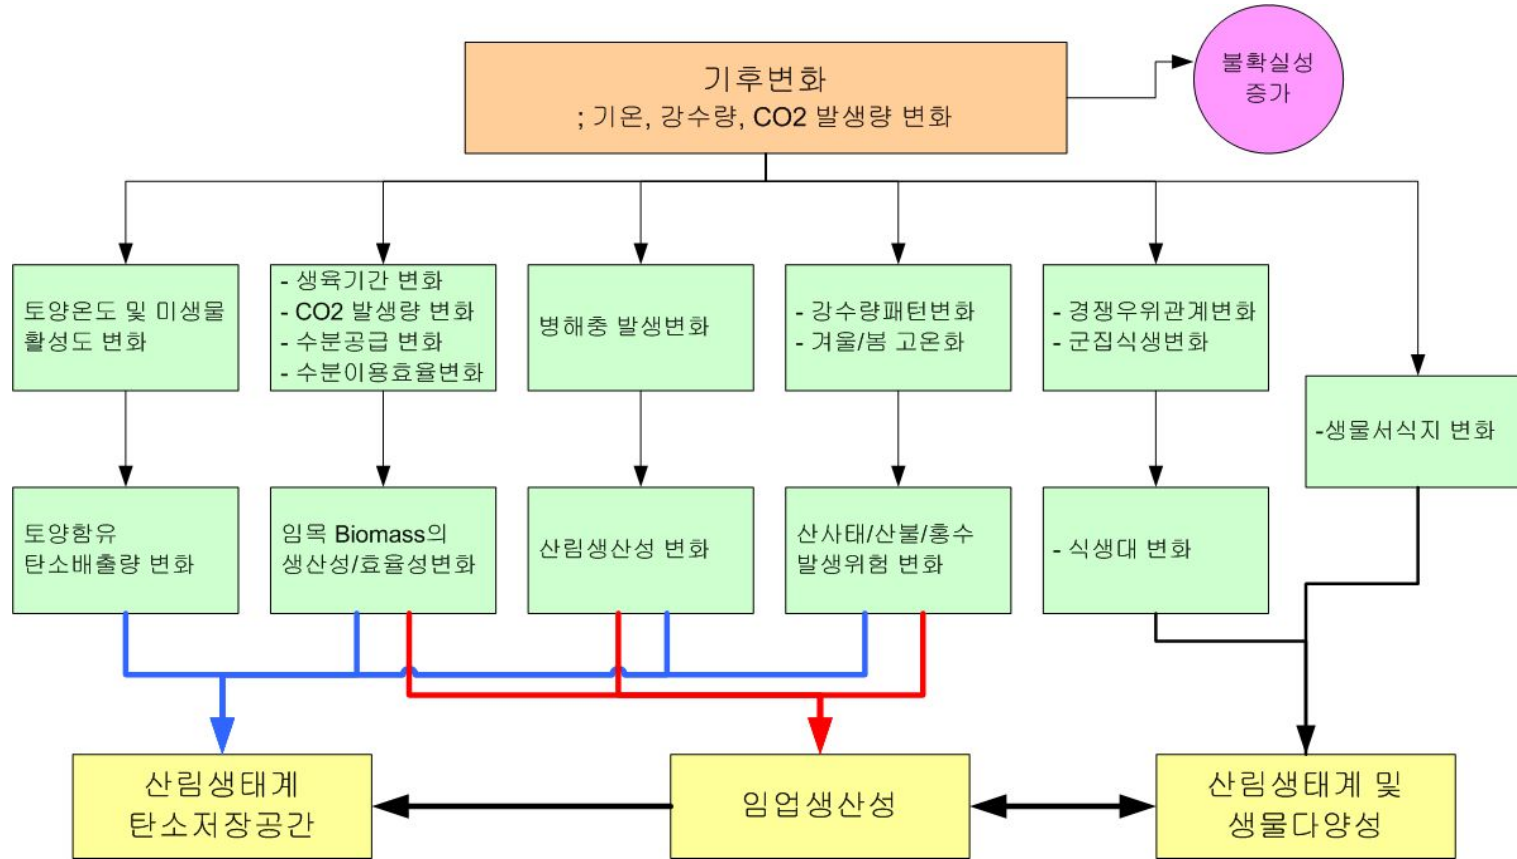 기후변화
; 기온, 강수량, CO2 발생량 변화
불확실성
증가
토양온도 및 미생물
활성도 변화
- 생육기간 변화
- CO2 발생량 변화
- 수분공급 변화
- 수분이용효율변화
병해충 발생변화
- 강수량패턴변화
- 겨울/봄 고온화
- 경쟁우위관계변화
- 군집식생변화
-생물서식지 변화
토양함유
탄소배출량 변화
임목 Biomass의
생산성/효율성변화
산림생산성 변화
산사태/산불/홍수
발생위험 변화
- 식생대 변화
산림생태계
탄소저장공간
임업생산성
산림생태계 및
생물다양성